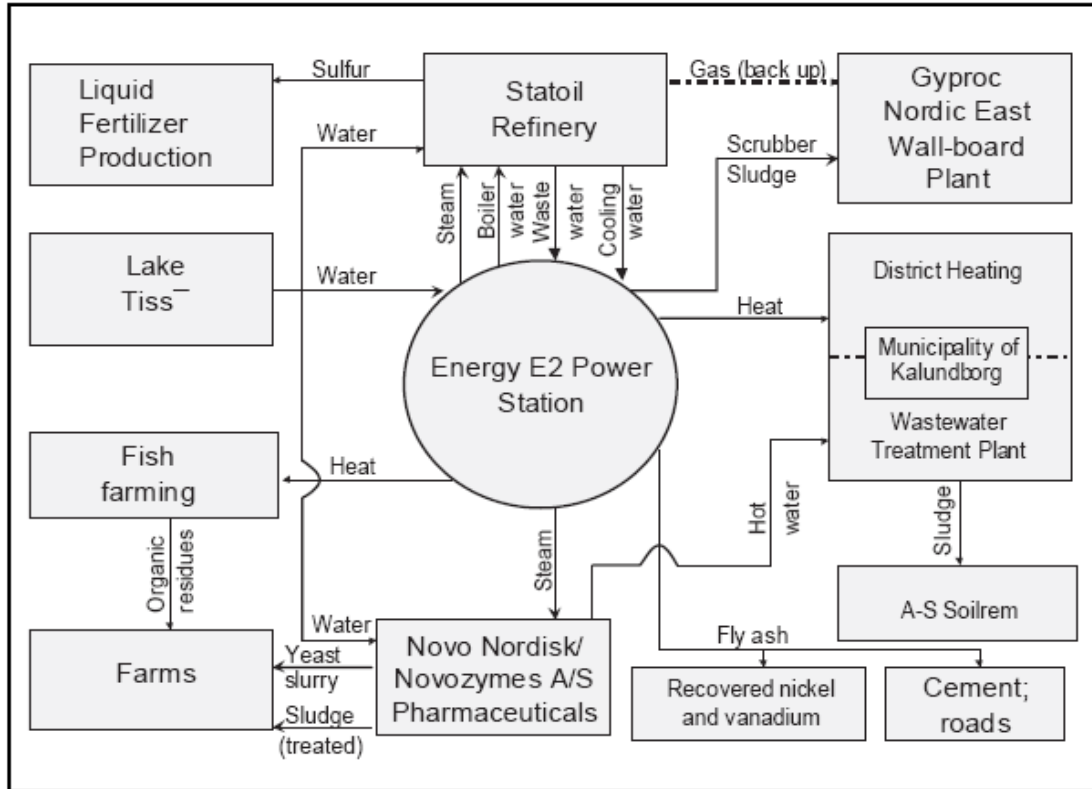 Liquid
Fertilizer
Production
Sulfur
Statoil
Refinery
Gas (back up)
Gyproc
Nordic East
Wall-board
Plant
Water
Scrubber
Sludge
Steam
Boiler
water
Waste
water
Cooling
water
Lake
Tiss¯
Water
Energy E2 Power
Station
Heat
District Heating
Municipality of
Kalundborg
Wastewater
Treatment Plant
Fish
farming
Heat
Organic
residues
Steam
Hot
water
Sludge
A-S Soilrem
Farms
Water
Yeast
slurry
Sludge
(treated)
Novo Nordisk/
Novozymes A/S
Pharmaceuticals
Fly ash
Recovered nickel
and vanadium
Cement;
roads